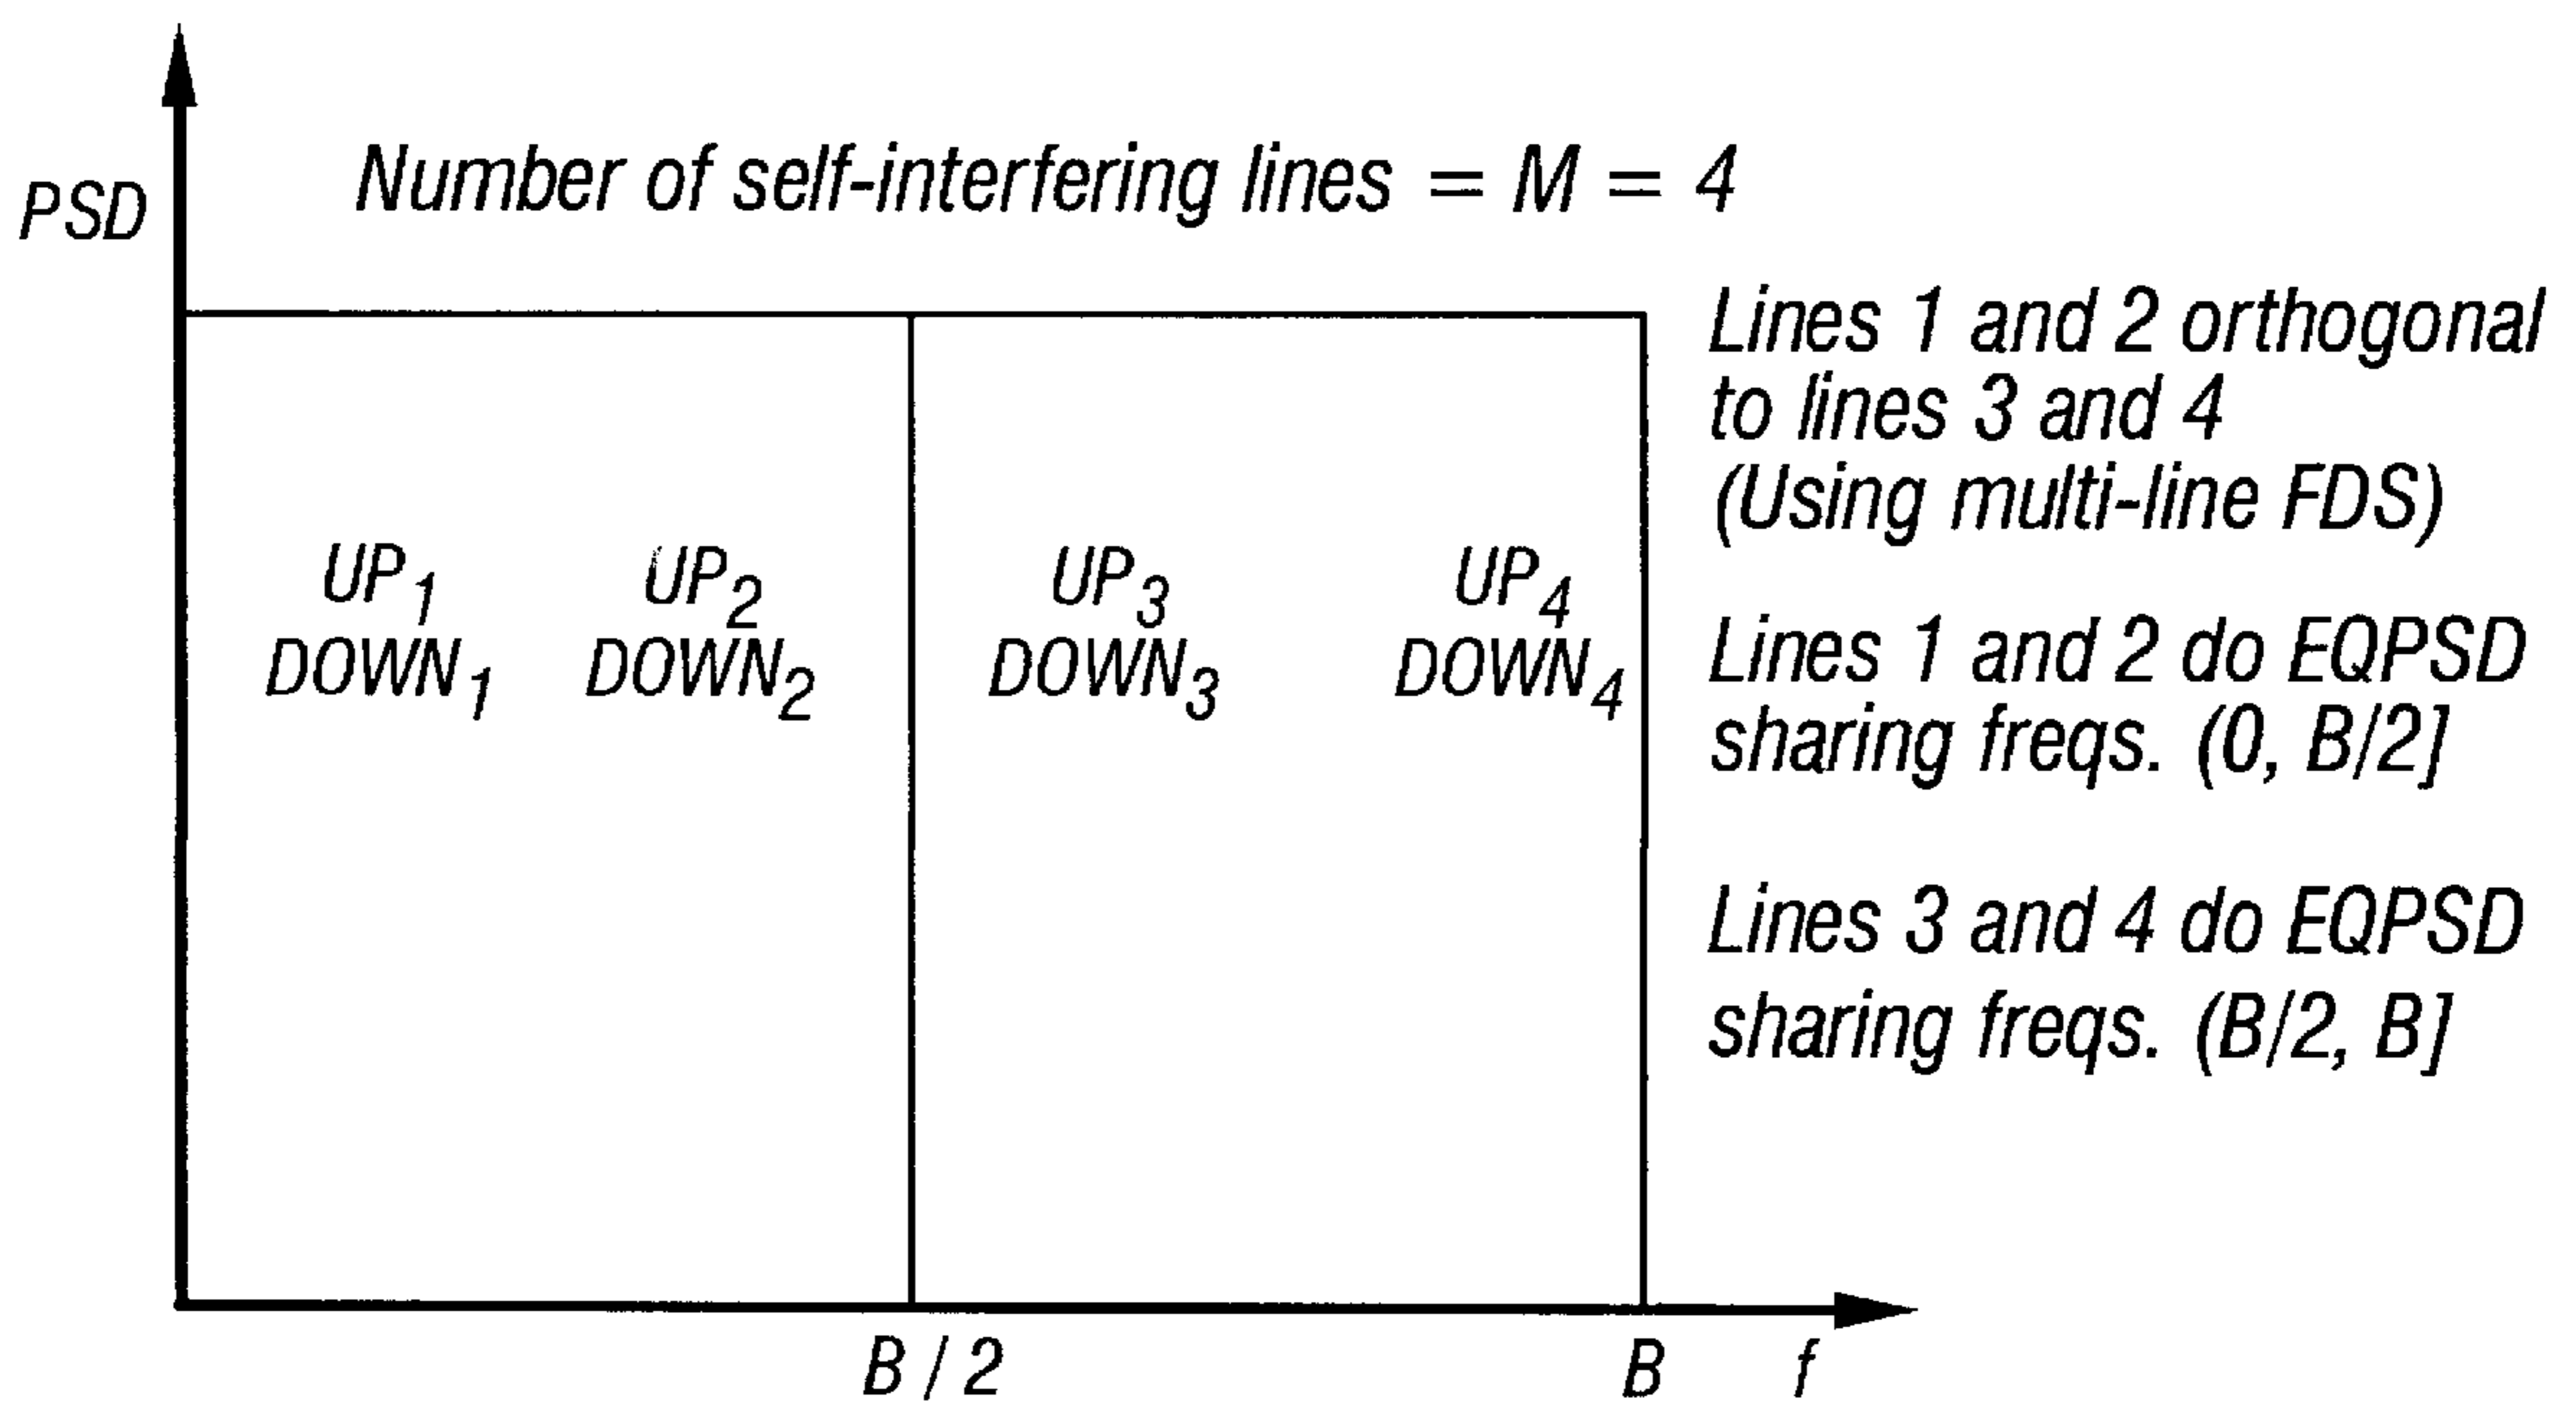 Number of self-interfering lines = M = 4
PSD
Lines 1 and 2 orthogonal
to lines 3 and 4
(Using multi-line FDS)
UP1 UP2 UP3 UP4
DOWN1 DOWN2 DOWN3 DOWN4
Lines 1 and 2 do EQPSD
sharing freqs. (0, B/2]
Lines 3 and 4 do EQPSD
sharing freqs. (B/2, B]
B/2 B f